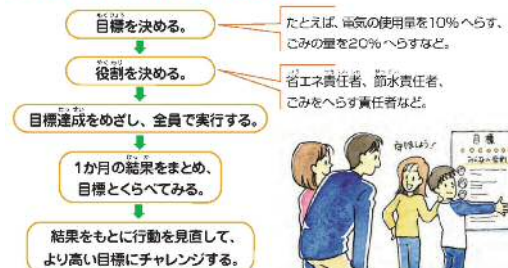 目標を決める。
たとえば、電気の使用量を10%へらす、
ごみの量を20%へらすなど。
役割を決める。
省エネ責任者、節水責任者、
ごみをへらす責任者など。
目標達成をめざし、全員で実行する。
1か月の結果をまとめ、
目標とくらべてみる。
結果をもとに行動を見直して、
より高い目標にチャレンジする。
目標